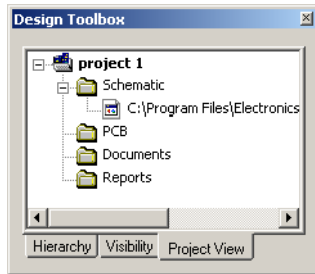 Design Toolbox
project 1
Schematic
C:\Program Files\Electronics
PCB
Documents
Reports
Hierarchy Visibility Project View